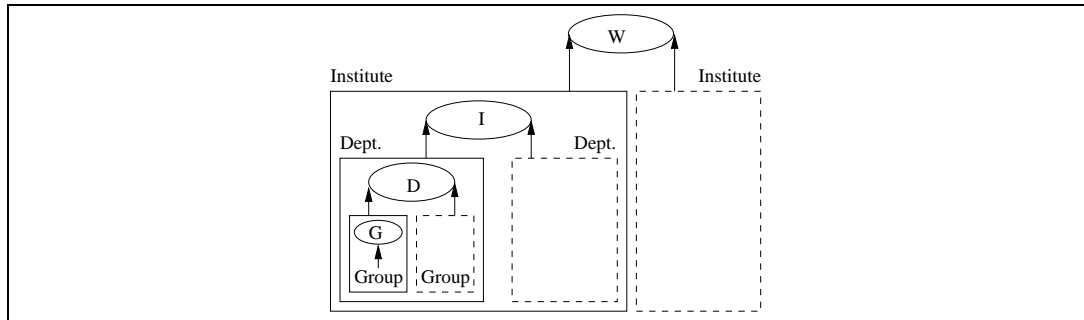 W
Institute
Institute
I
Dept.
Dept.
D
G
Group
Group